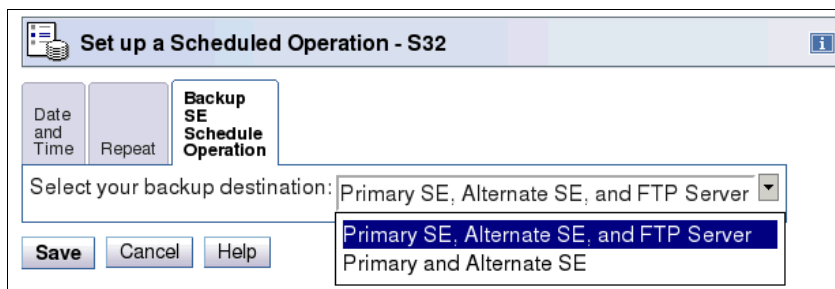 Set up a Scheduled Operation - S32
i
Date
and
Time
Repeat
Backup
SE
Schedule
Operation
Select your backup destination:
Primary SE, Alternate SE, and FTP Server
Primary SE, Alternate SE, and FTP Server
Primary and Alternate SE
Save
Cancel
Help